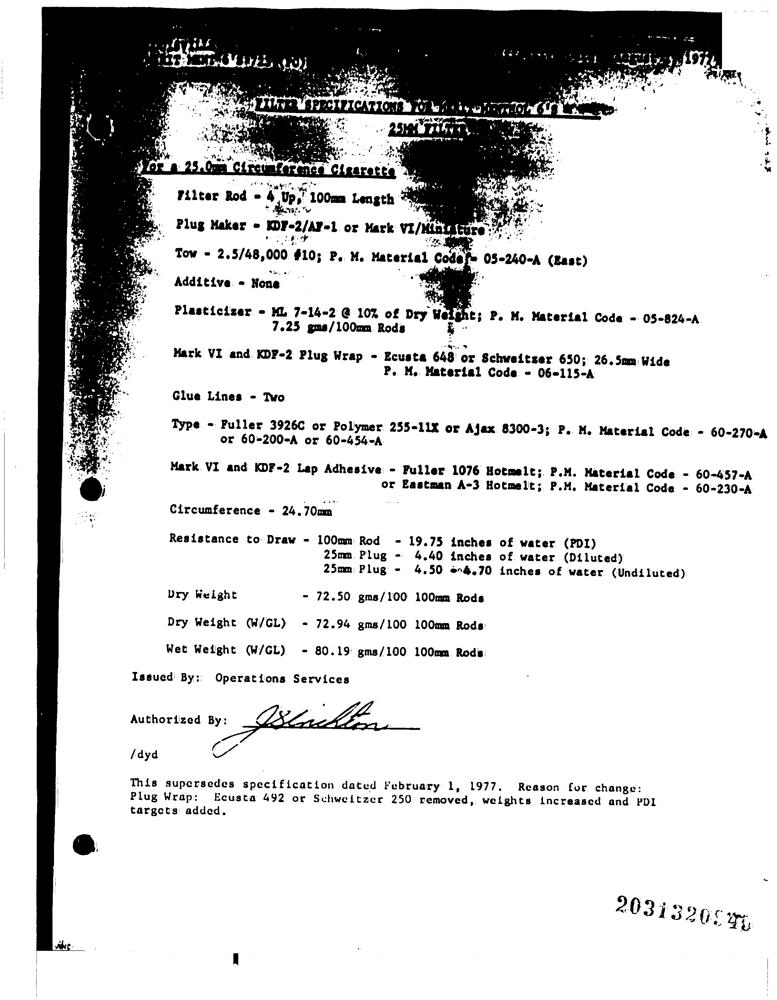 1977
FILTER SPECIFICATIONS FOR MERIT MENTHOL 6'S
25MM FILTER
For a 25.0mm Circumference Cigarette
Filter Rod - 4 Up, 100mm Length
Plug Maker - KDF-2/AF-1 or Mark VI/Miniature
Tow - 2.5/48,000 #10; P. M. Material Code - 05-240-A (East)
Additive - None
Plasticizer - ML 7-14-2 @ 10% of Dry Weight; P. M. Material Code - 05-824-A
7.25 gms/100mm Rods
Mark VI and KDF-2 Plug Wrap - Ecusta 648 or Schweitzer 650; 26.5mm Wide
P. M. Material Code - 06-115-A
Glue Lines - Two
Type - Fuller 3926C or Polymer 255-11X or Ajax 8300-3; P. M. Material Code - 60-270-A
or 60-200-A or 60-454-A
Mark VI and KDF-2 Lap Adhesive - Fuller 1076 Hotmelt; P.M. Material Code - 60-457-A
or Eastman A-3 Hotmelt; P.M. Material Code - 60-230-A
Circumference - 24.70mm
Resistance to Draw - 100mm Rod - 19.75 inches of water (PDI)
25mm Plug - 4.40 inches of water (Diluted)
25mm Plug - 4.50 - 4.70 inches of water (Undiluted)
Dry Weight - 72.50 gms/100 100mm Rods
Dry Weight (W/GL) - 72.94 gms/100 100mm Rods
Wet Weight (W/GL) - 80.19 gms/100 100mm Rods
Issued By: Operations Services
Authorized By:
/dyd
This supersedes specification dated February 1, 1977. Reason for change:
Plug Wrap: Ecusta 492 or Schweitzer 250 removed, weights increased and PDI
targets added.